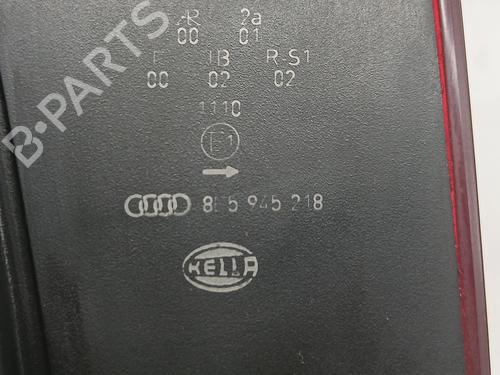 B-PARTS
AR 2a
00 01
F IB R-S1
00 02 02
1110
E1
8E5 945 218
HELLA